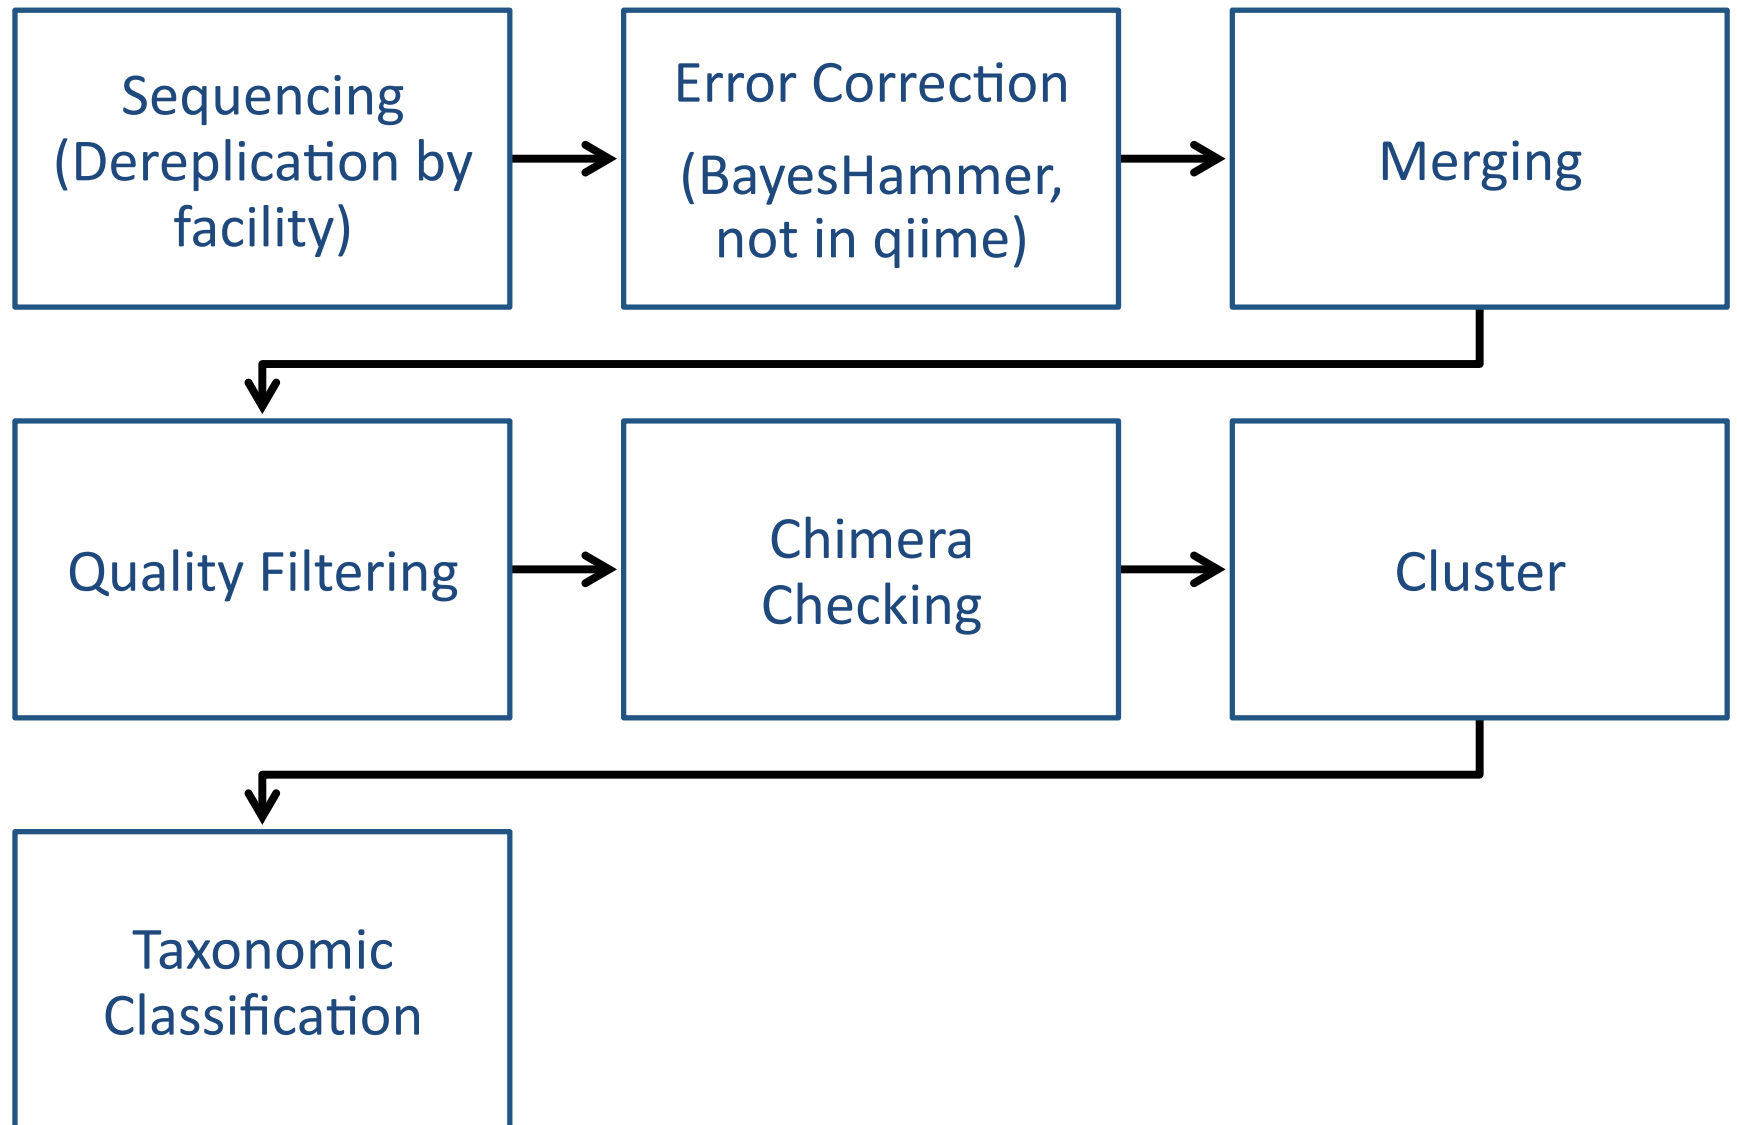 Sequencing
(Dereplication by
facility)
Error Correction
(BayesHammer,
not in qiime)
Merging
Quality Filtering
Chimera
Checking
Cluster
Taxonomic
Classification